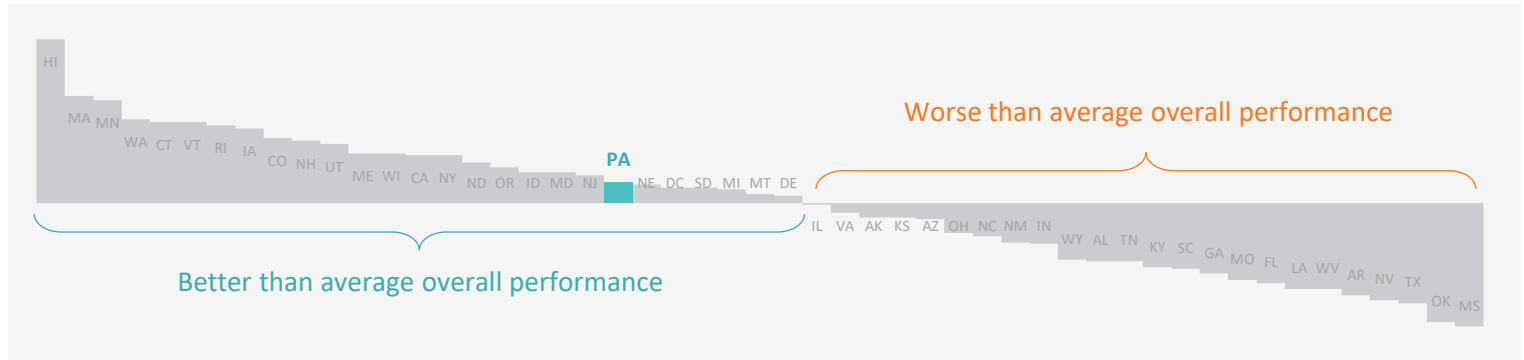 HI
MA
MN
WA
CT
VT
RI
IA
CO
NH
UT
ME
WI
CA
NY
ND
OR
ID
MD
NJ
PA
NE
DC
SD
MI
MT
DE
Worse than average overall performance
IL
VA
AK
KS
AZ
OH
NC
NM
IN
WY
AL
TN
KY
SC
GA
MO
FL
LA
WV
AR
NV
TX
OK
MS
Better than average overall performance